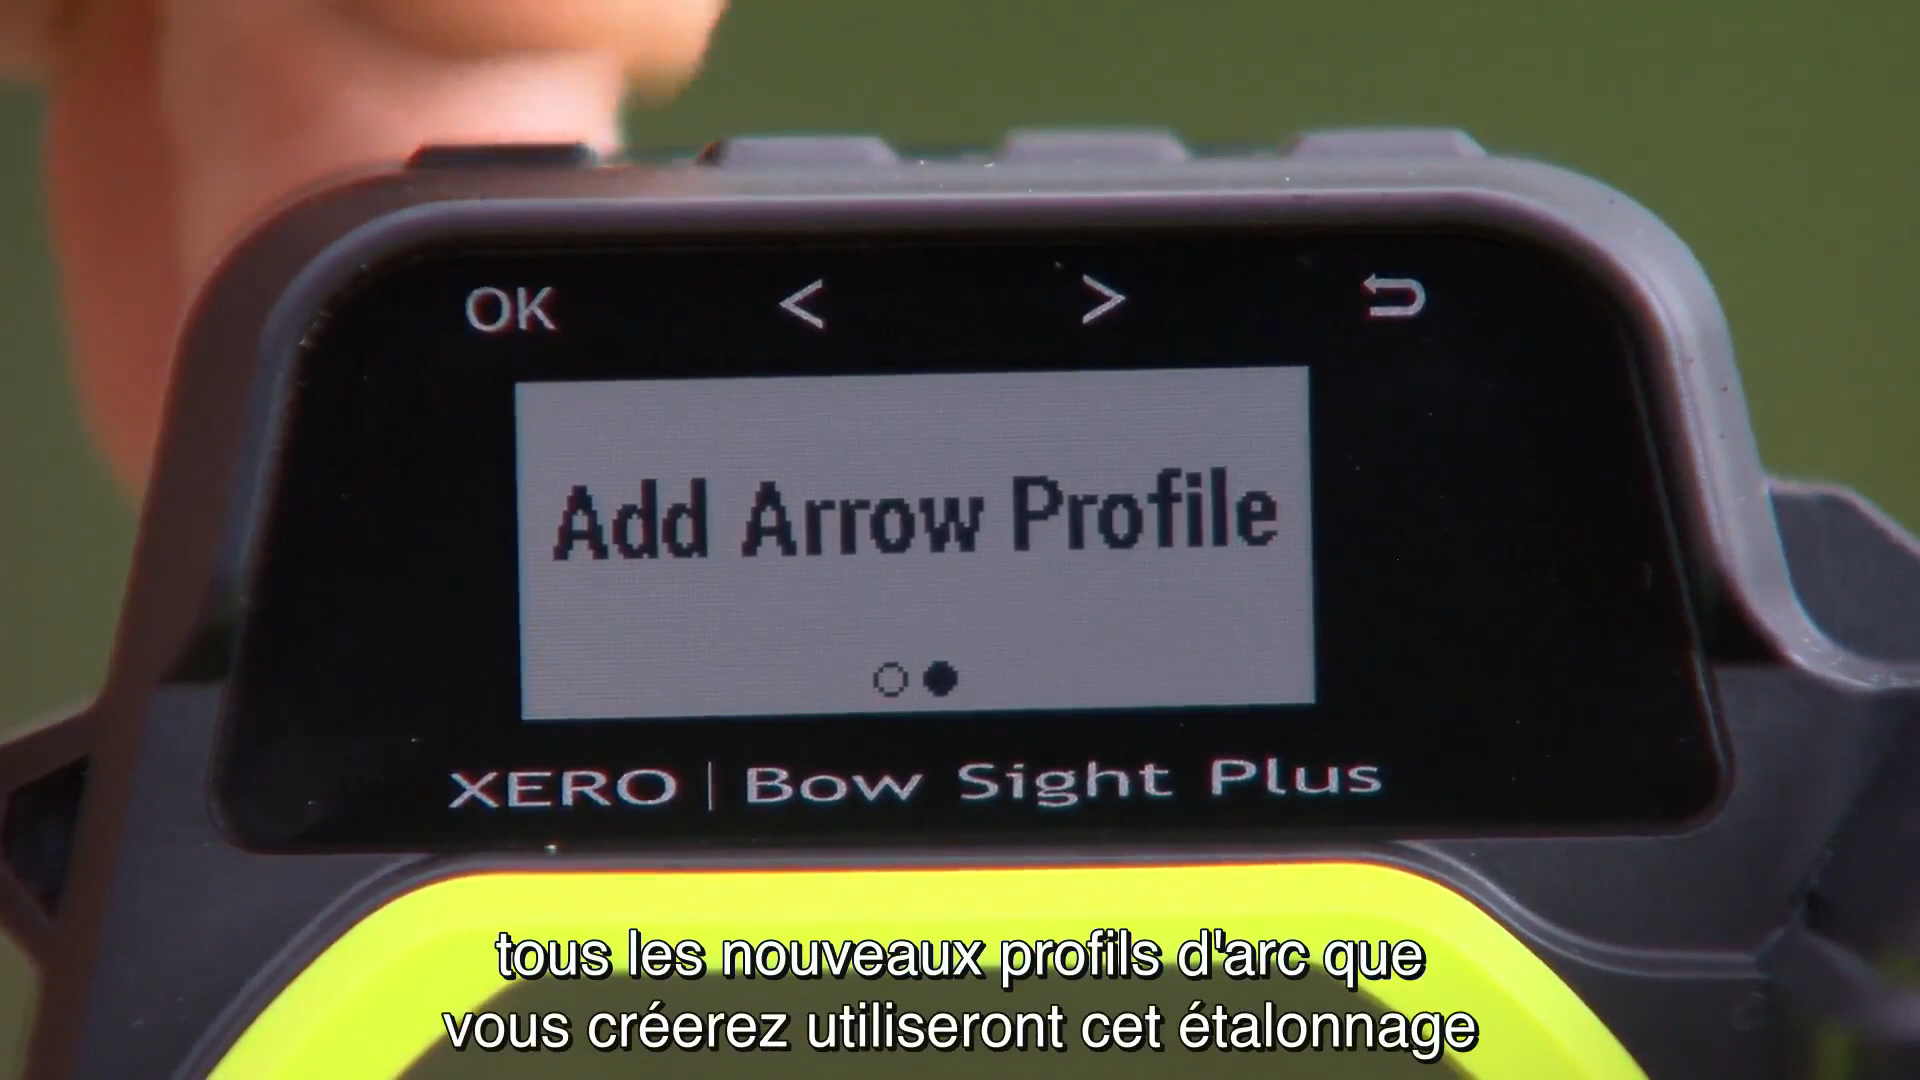 OK < >
Add Arrow Profile
XERO | Bow Sight Plus
tous les nouveaux profils d'arc que
vous créerez utiliseront cet étalonnage